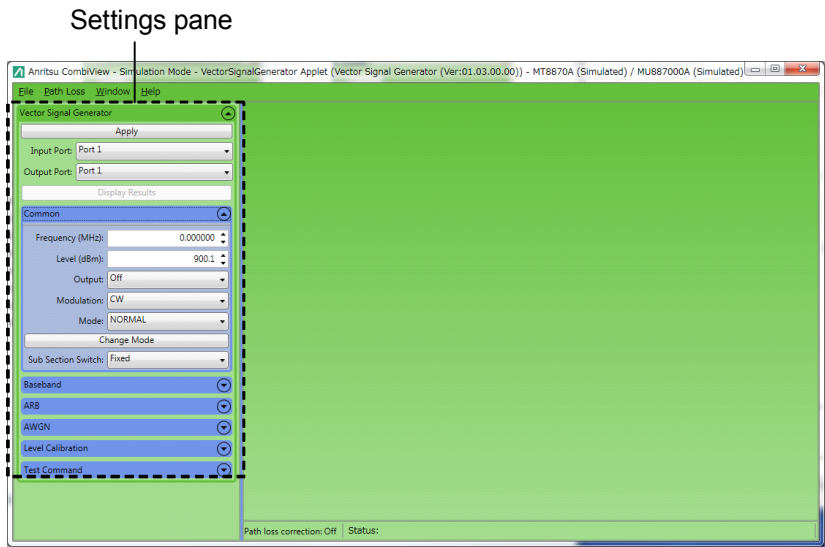 Settings pane
Anritsu CombiView - Simulation Mode - VectorSignalGenerator Applet (Vector Signal Generator (Ver:01.03.00.00)) - MT8870A (Simulated) / MU887000A (Simulated)
File Path Loss Window Help
Vector Signal Generator
Apply
Input Port: Port 1
Output Port: Port 1
Display Results
Common
Frequency (MHz): 0.000000
Level (dBm): 900.1
Output: Off
Modulation: CW
Mode: NORMAL
Change Mode
Sub Section Switch: Fixed
Baseband
ARB
AWGN
Level Calibration
Test Command
Path loss correction: Off Status: